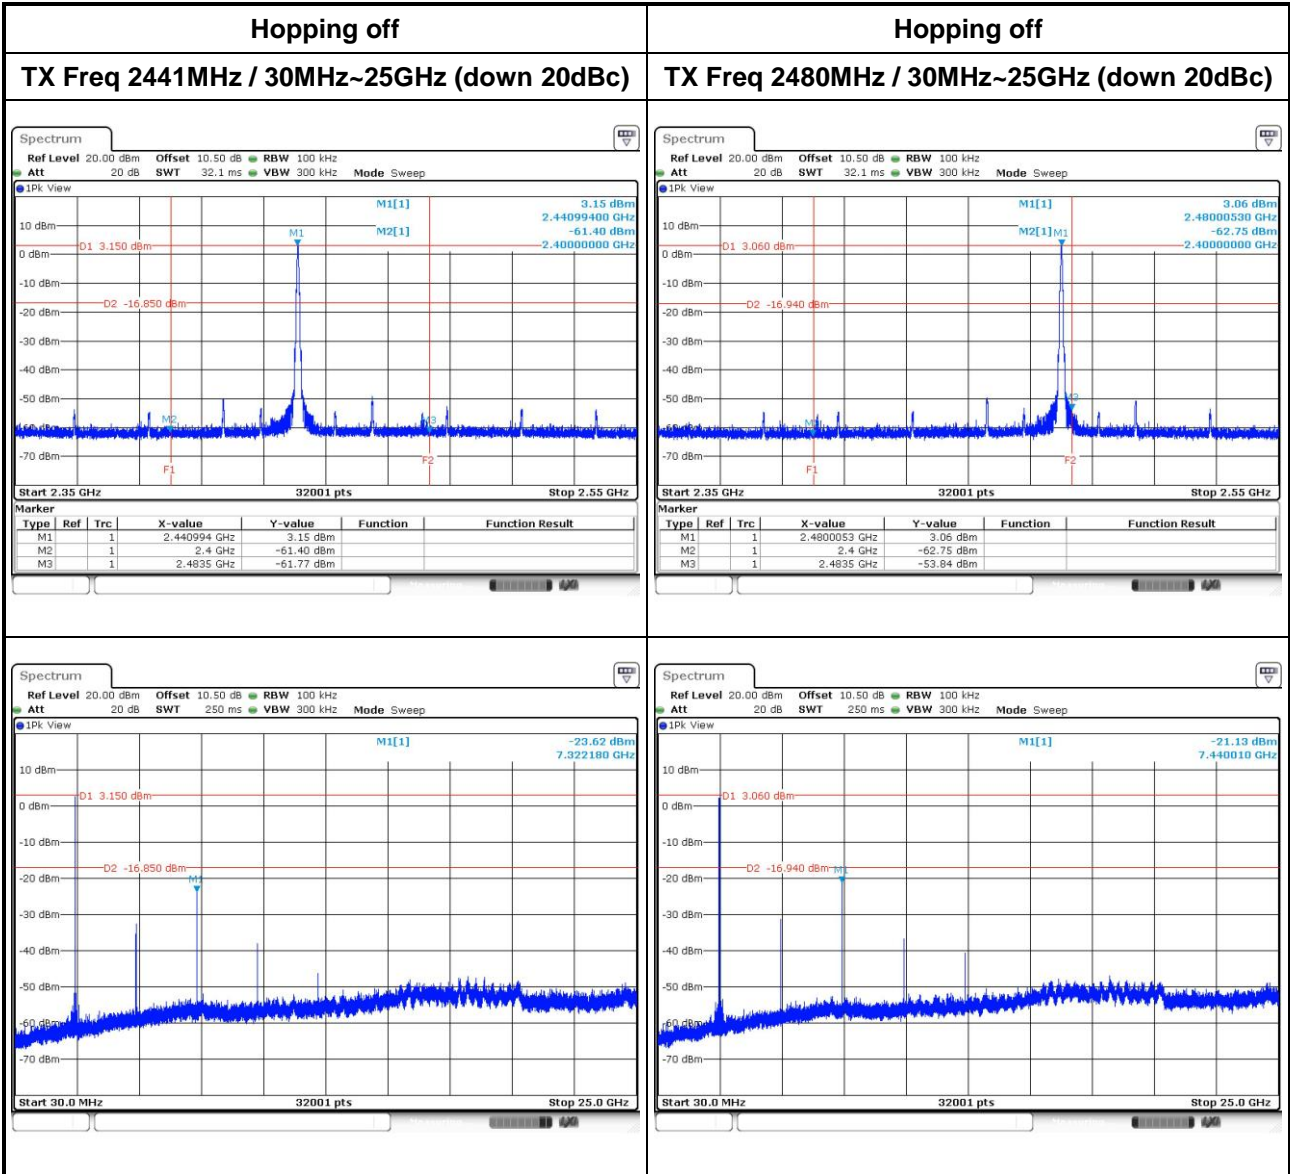 Hopping off
Hopping off
TX Freq 2441MHz / 30MHz~25GHz (down 20dBc)
TX Freq 2480MHz / 30MHz~25GHz (down 20dBc)
Spectrum
Ref Level 20.00 dBm Offset 10.50 dB RBW 100 kHz
Att 20 dB SWT 32.1 ms VBW 300 kHz Mode Sweep
1Pk View
M1[1] 3.15 dBm
2.44099400 GHz
M2[1] -61.40 dBm
2.40000000 GHz
10 dBm
M1
D1 3.150 dBm
0 dBm
-10 dBm
D2 -16.850 dBm
-20 dBm
-30 dBm
-40 dBm
-50 dBm
M2
M3
-60 dBm
-70 dBm
F1
F2
Start 2.35 GHz 32001 pts Stop 2.55 GHz
Marker
Type Ref Trc X-value Y-value Function Function Result
M1 1 2.440994 GHz 3.15 dBm
M2 1 2.4 GHz -61.40 dBm
M3 1 2.4835 GHz -61.77 dBm
Spectrum
Ref Level 20.00 dBm Offset 10.50 dB RBW 100 kHz
Att 20 dB SWT 32.1 ms VBW 300 kHz Mode Sweep
1Pk View
M1[1] 3.06 dBm
2.48000530 GHz
M2[1] -62.75 dBm
2.40000000 GHz
10 dBm
M1
D1 3.060 dBm
0 dBm
-10 dBm
D2 -16.940 dBm
-20 dBm
-30 dBm
-40 dBm
-50 dBm
-70 dBm
F1
F2
Start 2.35 GHz 32001 pts Stop 2.55 GHz
Marker
Type Ref Trc X-value Y-value Function Function Result
M1 1 2.4800053 GHz 3.06 dBm
M2 1 2.4 GHz -62.75 dBm
M3 1 2.4835 GHz -53.84 dBm
Spectrum
Ref Level 20.00 dBm Offset 10.50 dB RBW 100 kHz
Att 20 dB SWT 250 ms VBW 300 kHz Mode Sweep
1Pk View
M1[1] -23.62 dBm
7.322180 GHz
10 dBm
D1 3.150 dBm
0 dBm
-10 dBm
D2 -16.850 dBm
-20 dBm
M1
-30 dBm
-40 dBm
-50 dBm
-60 dBm
-70 dBm
Start 30.0 MHz 32001 pts Stop 25.0 GHz
Spectrum
Ref Level 20.00 dBm Offset 10.50 dB RBW 100 kHz
Att 20 dB SWT 250 ms VBW 300 kHz Mode Sweep
1Pk View
M1[1] -21.13 dBm
7.440010 GHz
10 dBm
D1 3.060 dBm
0 dBm
-10 dBm
D2 -16.940 dBm
M1
-20 dBm
-30 dBm
-40 dBm
-50 dBm
-60 dBm
-70 dBm
Start 30.0 MHz 32001 pts Stop 25.0 GHz